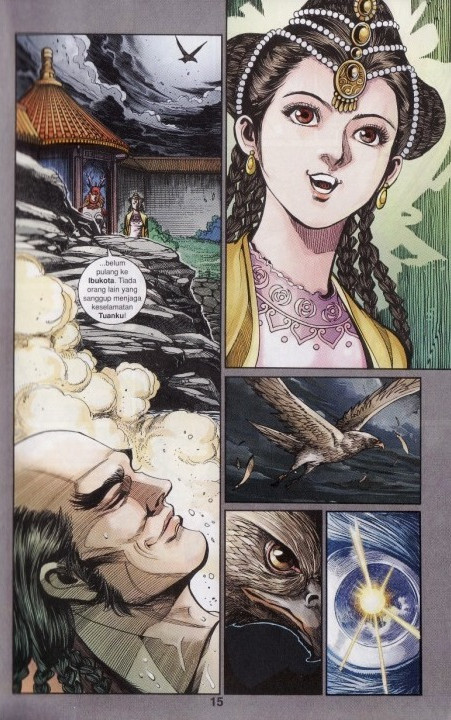 ...belum
pulang ke
Ibukota. Tiada
orang lain yang
sanggup menjaga
keselamatan
Tuanku!
15